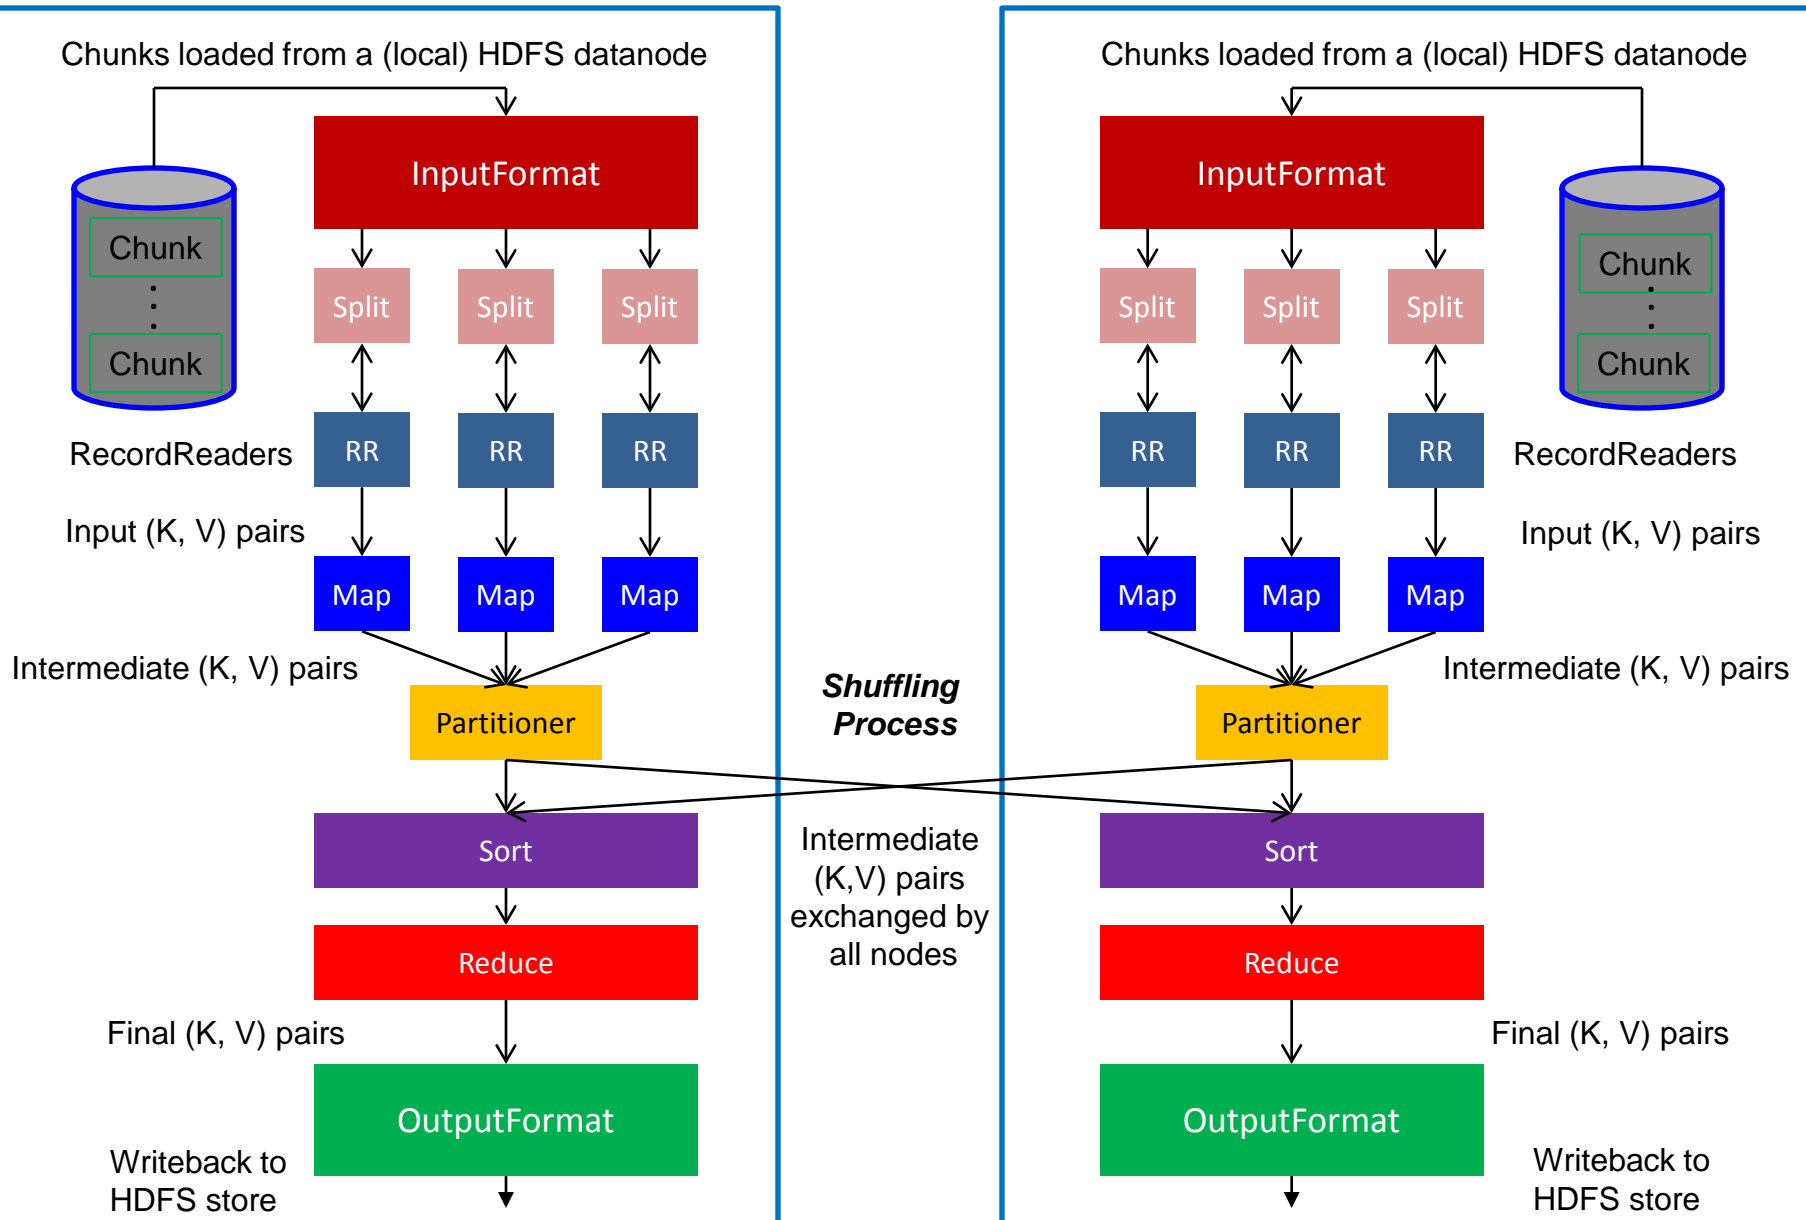 Chunks loaded from a (local) HDFS datanode
InputFormat
Chunk
Chunk
Split Split Split
RecordReaders
RR RR RR
Input (K, V) pairs
Map Map Map
Intermediate (K, V) pairs
Partitioner
Sort
Reduce
Final (K, V) pairs
OutputFormat
Writeback to
HDFS store
Shuffling
Process
Intermediate
(K,V) pairs
exchanged by
all nodes
Chunks loaded from a (local) HDFS datanode
InputFormat
Chunk
Chunk
Split Split Split
RR RR RR
RecordReaders
Input (K, V) pairs
Map Map Map
Intermediate (K, V) pairs
Partitioner
Sort
Reduce
Final (K, V) pairs
OutputFormat
Writeback to
HDFS store